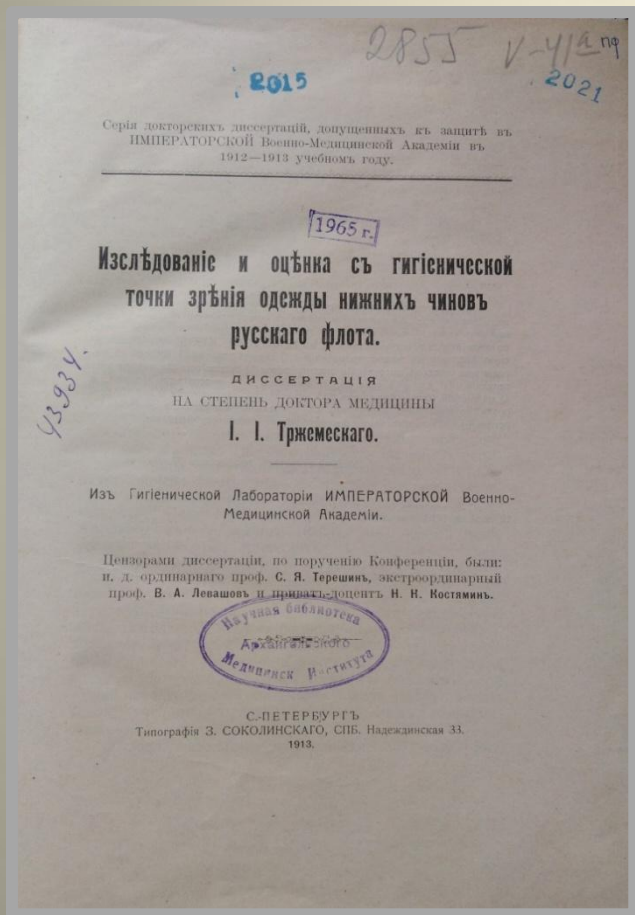 2855 V-41а ПФ
2015
2021
Серія докторскихъ диссертацій, допущенныхъ къ защитѣ въ
ИМПЕРАТОРСКОЙ Военно-Медицинской Академіи въ
1912—1913 учебномъ году.
1965 г.
Изслѣдованіе и оцѣнка съ гигіенической
точки зрѣнія одежды нижнихъ чиновъ
русскаго флота.
43934.
ДИССЕРТАЦІЯ
НА СТЕПЕНЬ ДОКТОРА МЕДИЦИНЫ
І. І. Тржемескаго.
Изъ Гигіенической Лабораторіи ИМПЕРАТОРСКОЙ Военно-
Медицинской Академіи.
Цензорами диссертаціи, по порученію Конференціи, были:
и. д. ординарнаго проф. С. Я. Терешинъ, экстроординарный
проф. В. А. Левашовъ и приватъ-доцентъ Н. К. Костяминъ.
Научная библиотека
Архангельского
Медицинск Института
С.-ПЕТЕРБУРГЪ
Типографія З. СОКОЛИНСКАГО, СПБ. Надеждинская 33.
1913.